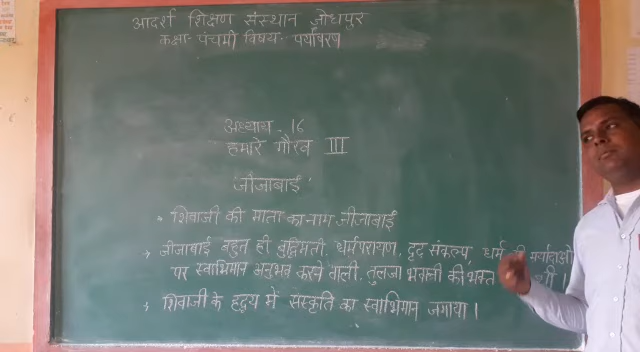 आदर्श शिक्षण संस्थान जोधपुर
कक्षा- पंचमी विषय:- पर्यावरण
अध्याय - 16
हमारे गौरव III
जीजाबाई
शिवाजी की माता का नाम जीजाबाई
जीजाबाई बहुत ही बुद्धिमती, धर्मपरायण, दृढ संकल्प, धर्म की मर्यादाओं
पर स्वाभिमान अनुभव करने वाली, तुलजा भवानी की भक्त थी।
शिवाजी के हृदय में संस्कृति का स्वाभिमान जगाया।